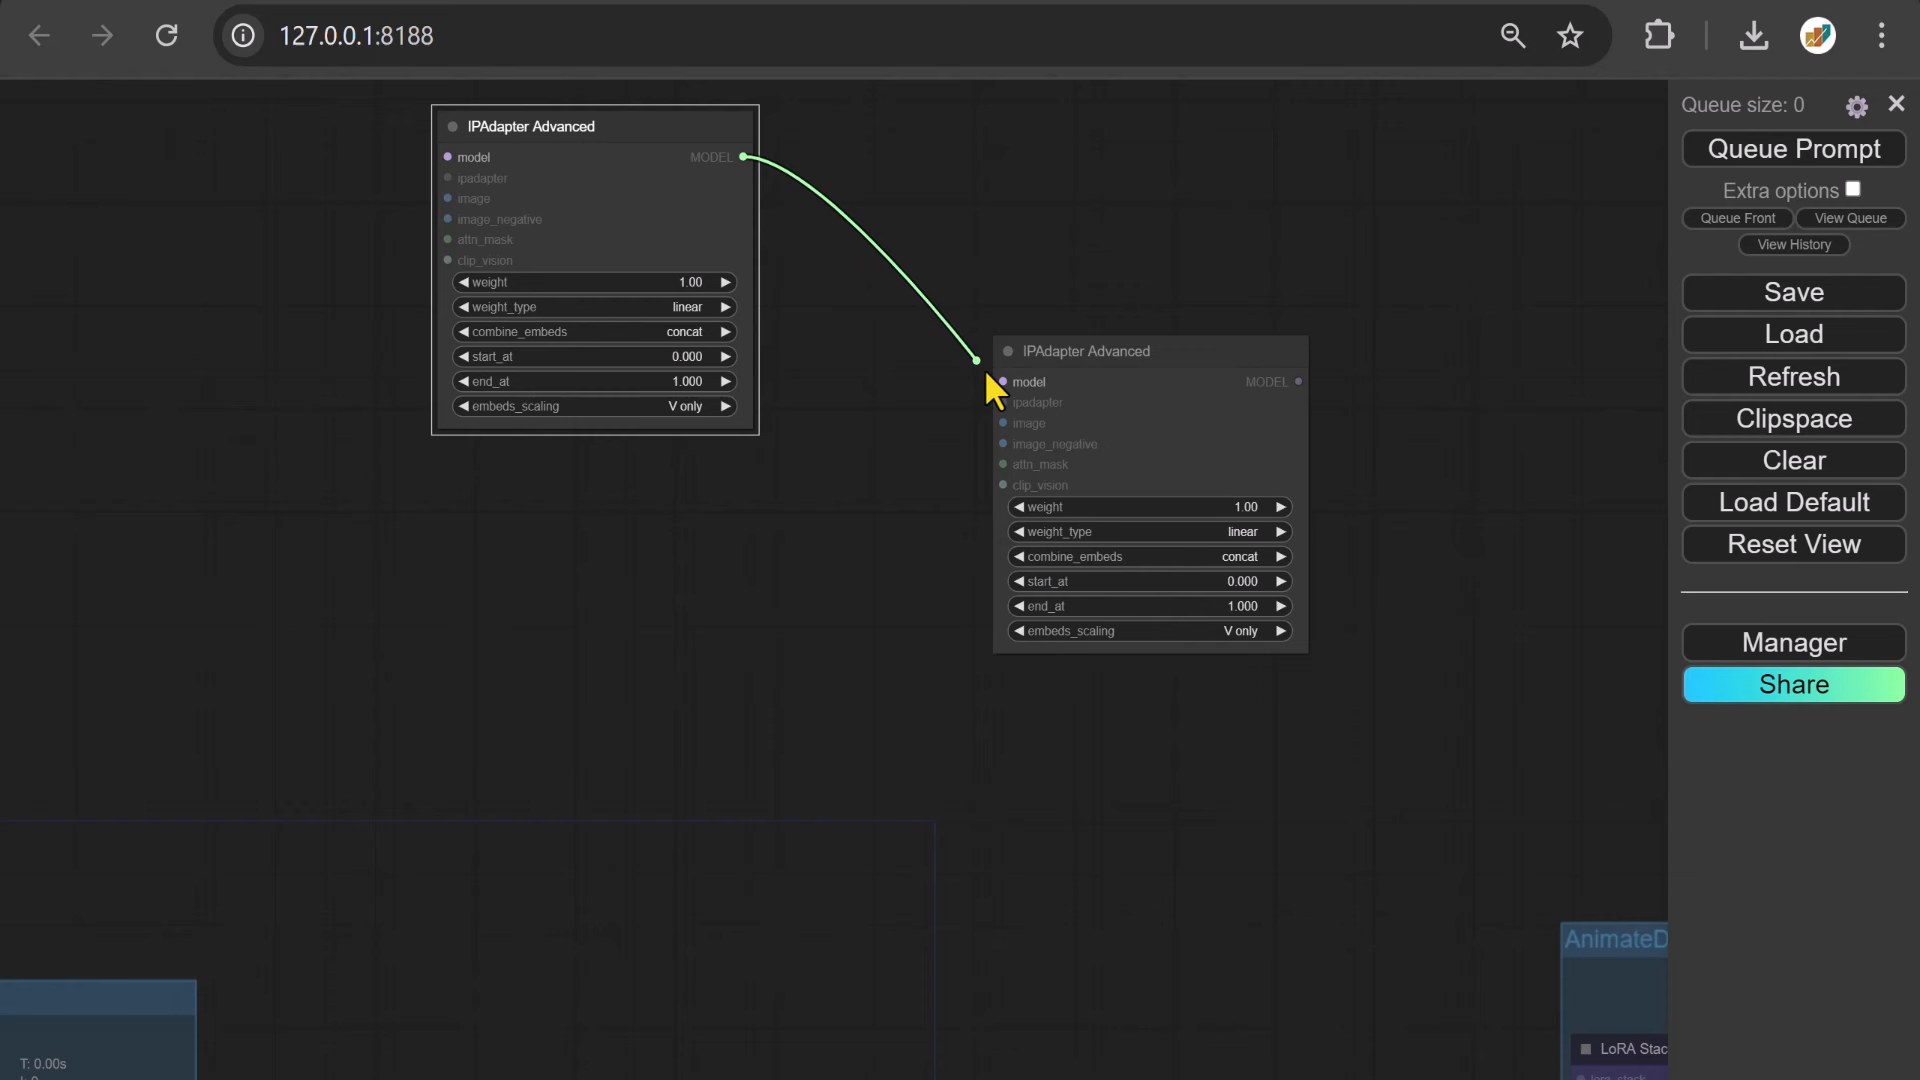 127.0.0.1:8188
IPAdapter Advanced
model MODEL
ipadapter
image
image_negative
attn_mask
clip_vision
weight 1.00
weight_type linear
combine_embeds concat
start_at 0.000
end_at 1.000
embeds_scaling V only
IPAdapter Advanced
model MODEL
ipadapter
image
image_negative
attn_mask
clip_vision
weight 1.00
weight_type linear
combine_embeds concat
start_at 0.000
end_at 1.000
embeds_scaling V only
T: 0.00s
AnimateD
LoRA Stac
lora_stack
Queue size: 0
Queue Prompt
Extra options
Queue Front View Queue
View History
Save
Load
Refresh
Clipspace
Clear
Load Default
Reset View
Manager
Share